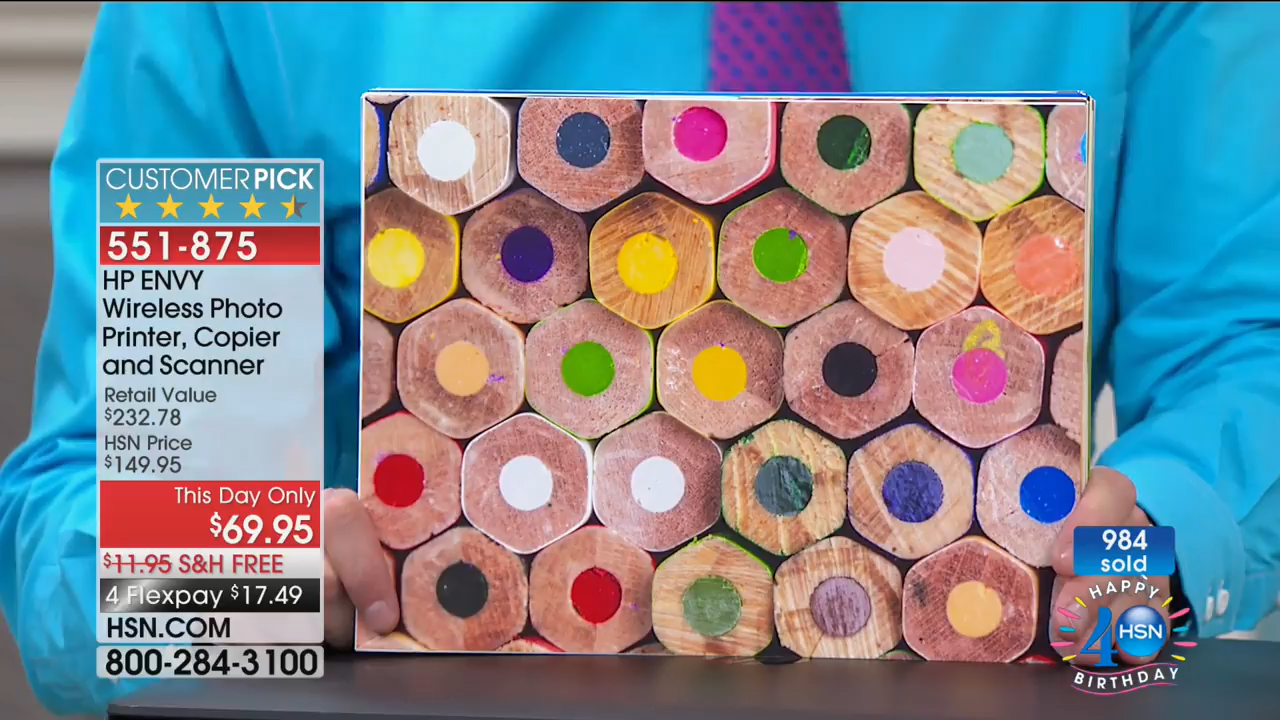 CUSTOMER PICK
551-875
HP ENVY
Wireless Photo
Printer, Copier
and Scanner
Retail Value
$232.78
HSN Price
$149.95
This Day Only
$69.95
$11.95 S&H FREE
4 Flexpay $17.49
HSN.COM
800-284-3100
984
sold
HAPPY
40 HSN
BIRTHDAY